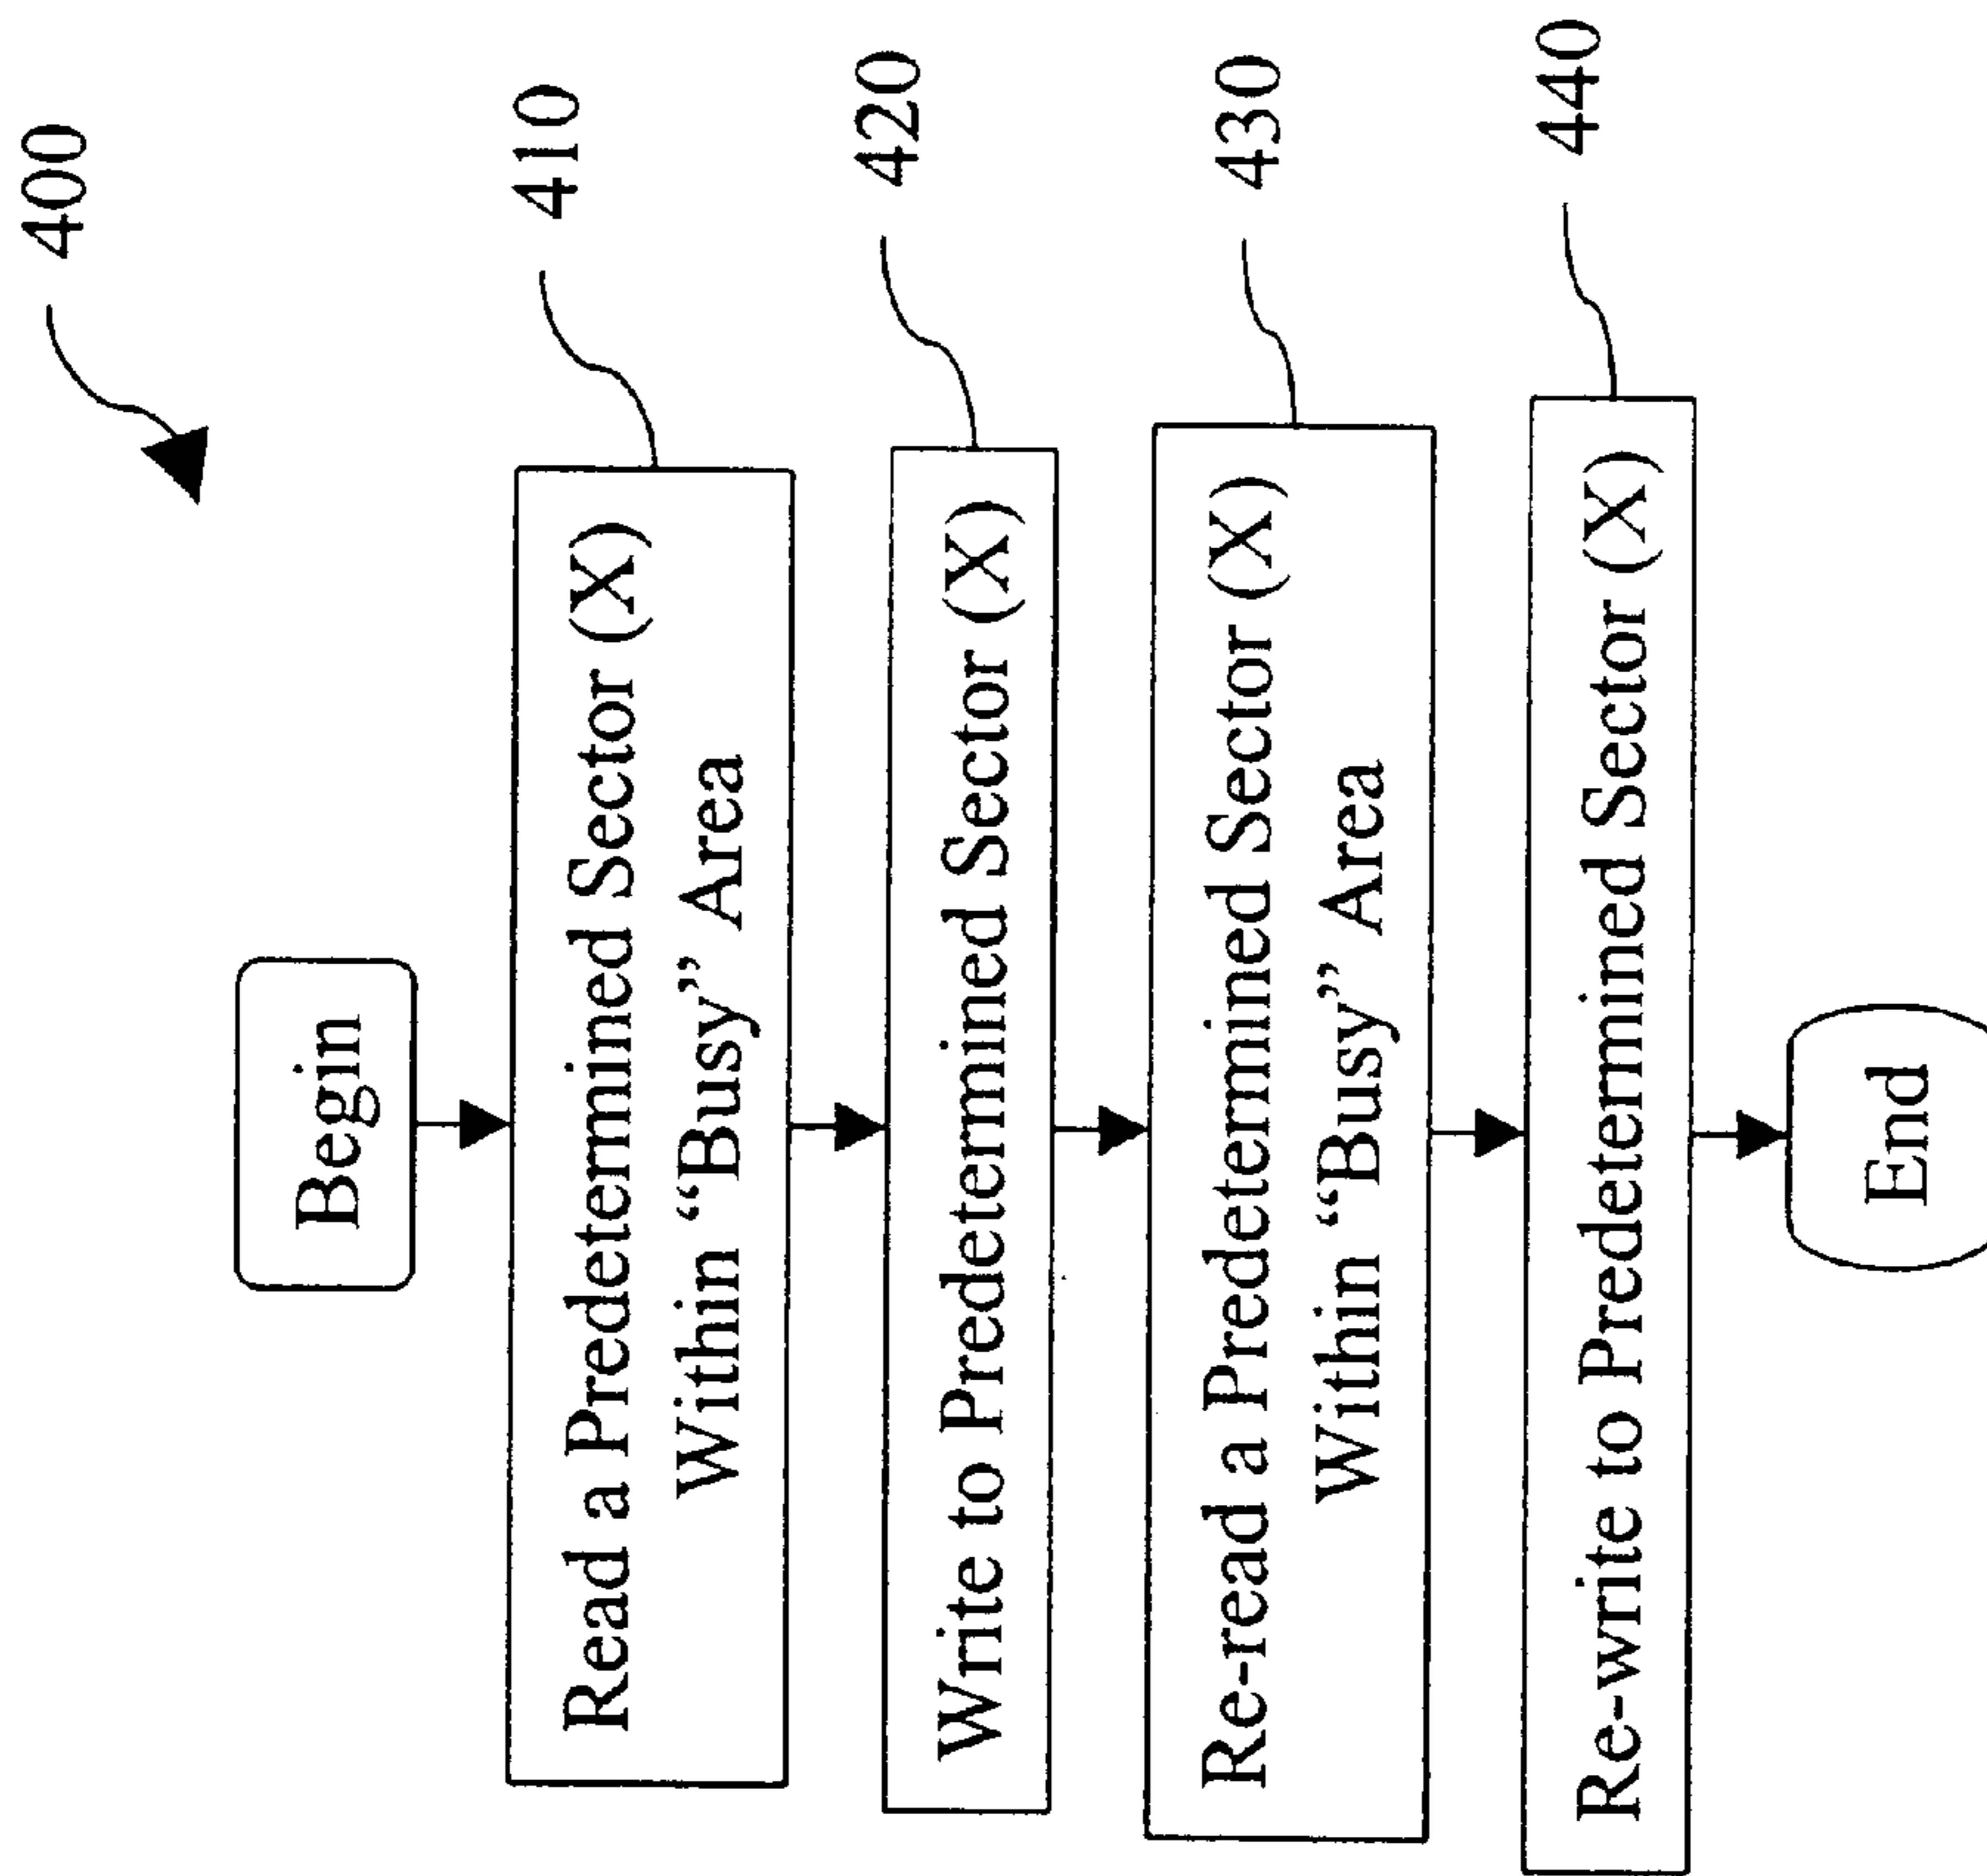 400
Begin
Read a Predetermined Sector (X)
Within “Busy” Area
410
Write to Predetermined Sector (X)
420
Re-read a Predetermined Sector (X)
Within “Busy” Area
430
Re-write to Predetermined Sector (X)
440
End